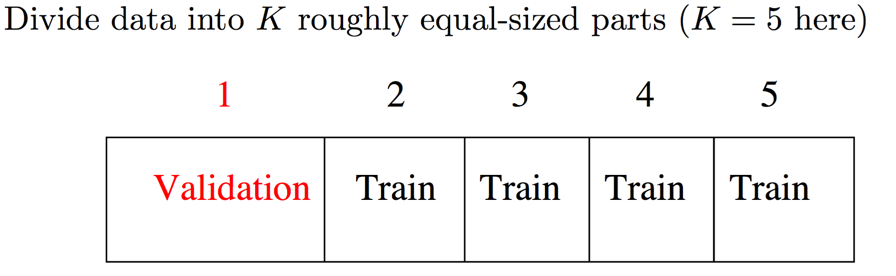 Divide data into K roughly equal-sized parts (K = 5 here)
1 2 3 4 5
Validation Train Train Train Train